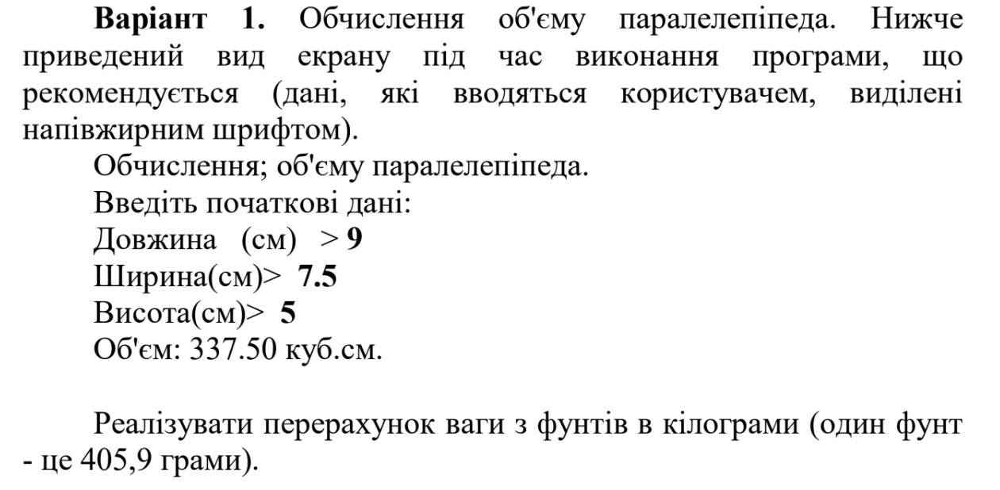 Варіант 1. Обчислення об'єму паралелепіпеда. Нижче
приведений вид екрану під час виконання програми, що
рекомендується (дані, які вводяться користувачем, виділені
напівжирним шрифтом).
Обчислення; об'єму паралелепіпеда.
Введіть початкові дані:
Довжина (см) > 9
Ширина(см)> 7.5
Висота(см)> 5
Об'єм: 337.50 куб.см.
Реалізувати перерахунок ваги з фунтів в кілограми (один фунт
- це 405,9 грами).